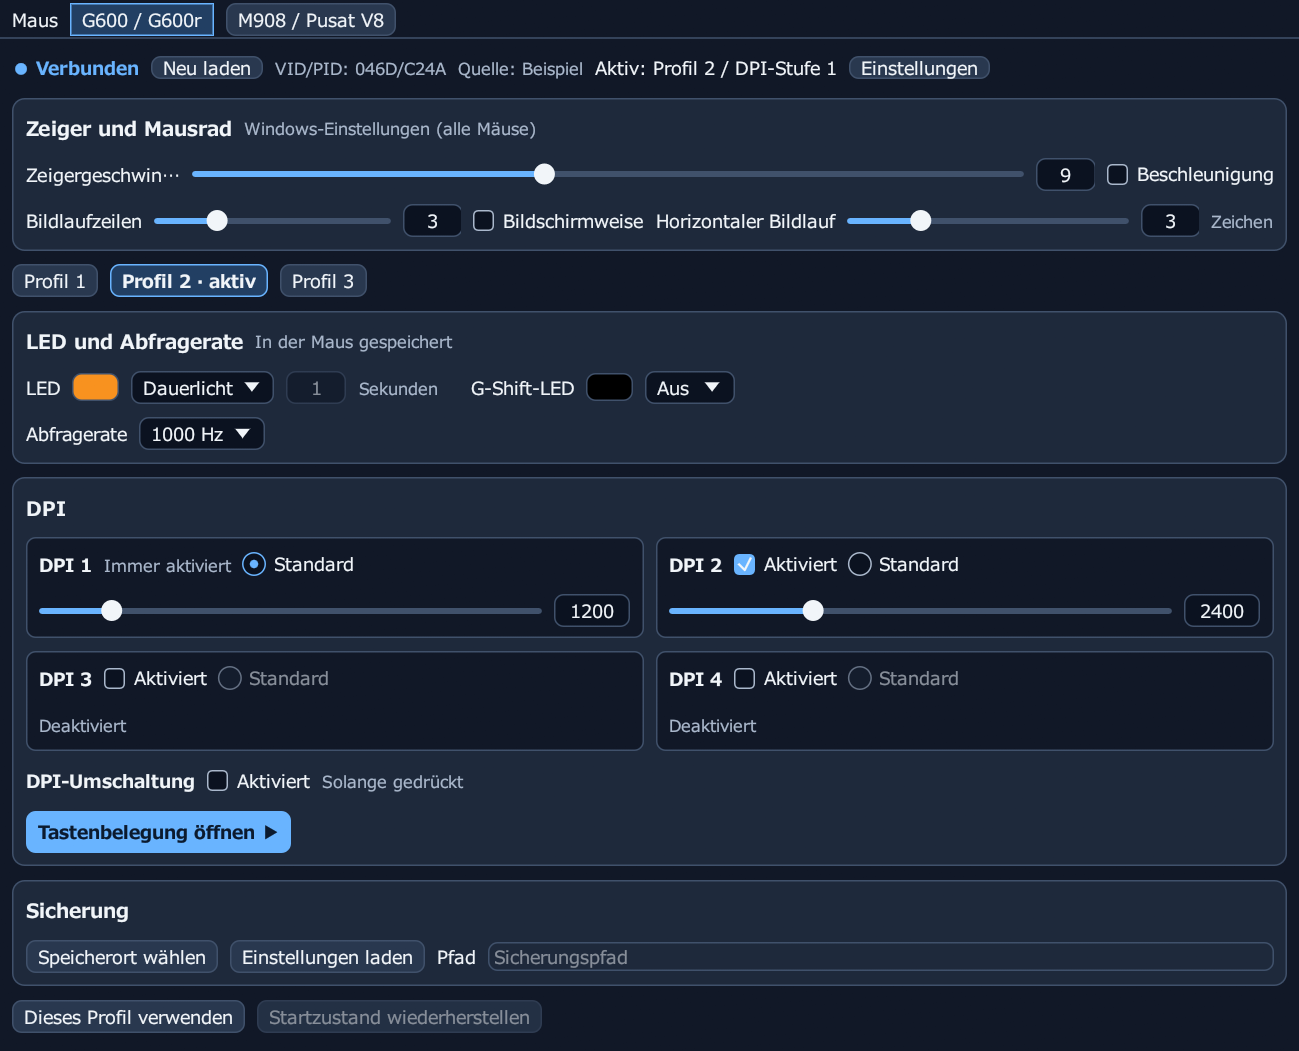 Maus G600 / G600r M908 / Pusat V8
Verbunden Neu laden VID/PID: 046D/C24A Quelle: Beispiel Aktiv: Profil 2 / DPI-Stufe 1 Einstellungen
Zeiger und Mausrad Windows-Einstellungen (alle Mäuse)
Zeigergeschwin··· 9 Beschleunigung
Bildlaufzeilen 3 Bildschirmweise Horizontaler Bildlauf 3 Zeichen
Profil 1 Profil 2 · aktiv Profil 3
LED und Abfragerate In der Maus gespeichert
LED Dauerlicht 1 Sekunden G-Shift-LED Aus
Abfragerate 1000 Hz
DPI
DPI 1 Immer aktiviert Standard
1200
DPI 2 Aktiviert Standard
2400
DPI 3 Aktiviert Standard
Deaktiviert
DPI 4 Aktiviert Standard
Deaktiviert
DPI-Umschaltung Aktiviert Solange gedrückt
Tastenbelegung öffnen
Sicherung
Speicherort wählen Einstellungen laden Pfad Sicherungspfad
Dieses Profil verwenden Startzustand wiederherstellen